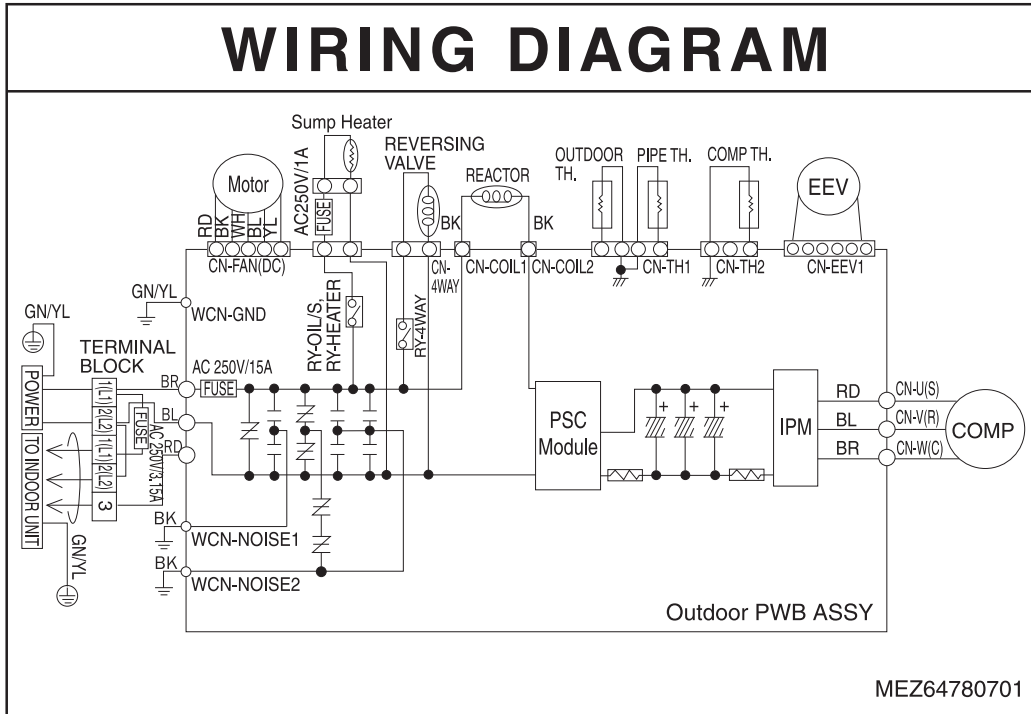 WIRING DIAGRAM
Sump Heater
REVERSING
VALVE
REACTOR
OUTDOOR
TH.
PIPE TH.
COMP TH.
Motor
EEV
AC250V/1A
FUSE
RD
BK
WH
BL
YL
BK
BK
CN-FAN(DC)
CN-
4WAY
CN-COIL1
CN-COIL2
CN-TH1
CN-TH2
CN-EEV1
GN/YL
WCN-GND
RY-OIL/S,
RY-HEATER
RY-4WAY
GN/YL
TERMINAL
BLOCK
AC 250V/15A
BR
FUSE
POWER
1(L1)
2(L2)
FUSE
AC 250V/3.15A
BL
RD
TO INDOOR UNIT
1(L1)
2(L2)
3
GN/YL
BK
WCN-NOISE1
BK
WCN-NOISE2
PSC
Module
+
+
+
IPM
RD
CN-U(S)
BL
CN-V(R)
BR
CN-W(C)
COMP
Outdoor PWB ASSY
MEZ64780701